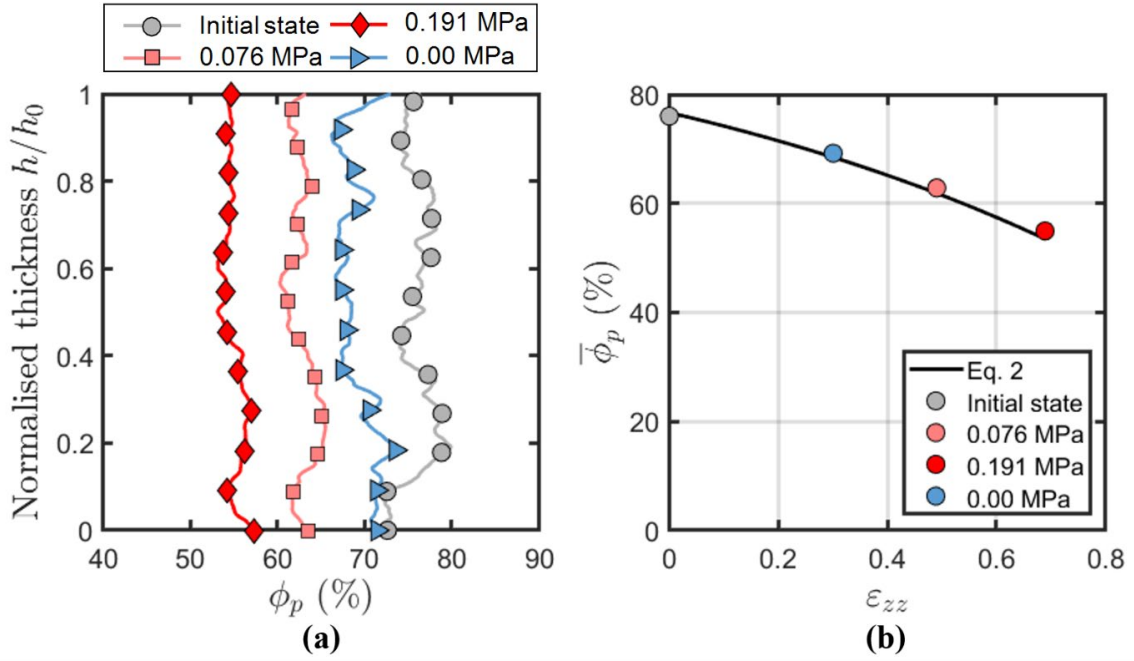 Initial state
0.191 MPa
0.076 MPa
0.00 MPa
Normalised thickness h/h₀
1
0.8
0.6
0.4
0.2
0
40 50 60 70 80 90
ϕₚ (%)
(a)
ϕ̅ₚ (%)
80
60
40
20
0
Eq. 2
Initial state
0.076 MPa
0.191 MPa
0.00 MPa
0 0.2 0.4 0.6 0.8
ε_zz
(b)